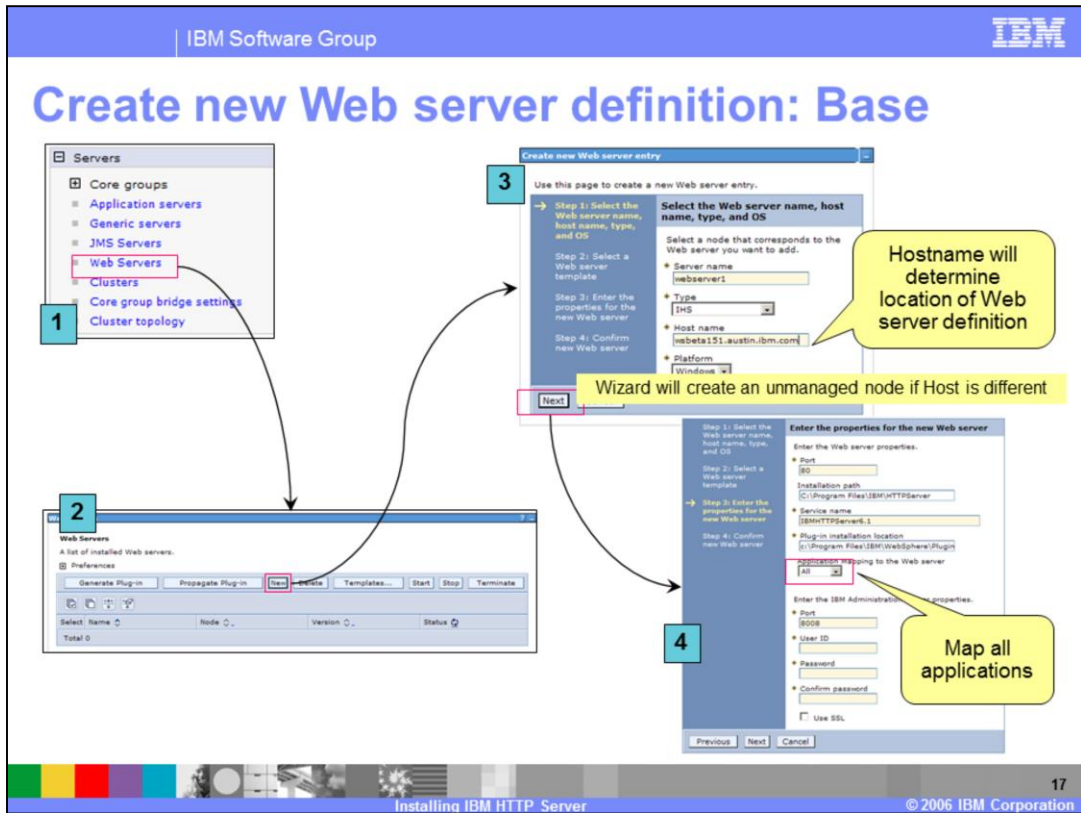 IBM Software Group
IBM
Create new Web server definition: Base
Servers
Core groups
Application servers
Generic servers
JMS Servers
Web Servers
Clusters
Core group bridge settings
Cluster topology
1
2
Web Servers
A list of installed Web servers.
Preferences
Generate Plug-in Propagate Plug-in New Delete Templates... Start Stop Terminate
Select Name Node Version Status
Total 0
Create new Web server entry
3
Use this page to create a new Web server entry.
Step 1: Select the
Web server name,
host name, type,
and OS
Step 2: Select a
Web server
template
Step 3: Enter the
properties for the
new Web server
Step 4: Confirm
new Web server
Select the Web server name, host
name, type, and OS
Select a node that corresponds to the
Web server you want to add.
Server name
webserver1
Type
IHS
Host name
wsbeta151.austin.ibm.com
Platform
Windows
Next
Hostname will
determine
location of Web
server definition
Wizard will create an unmanaged node if Host is different
Step 1: Select the
Web server name,
host name, type,
and OS
Step 2: Select a
Web server
template
Step 3: Enter the
properties for the
new Web server
Step 4: Confirm
new Web server
4
Enter the properties for the new Web server
Enter the Web server properties.
Port
80
Installation path
C:\Program Files\IBM\HTTPServer
Service name
IBMHTTPServer6.1
Plug-in installation location
c:\Program Files\IBM\WebSphere\Plugin
Application Mapping to the Web server
All
Enter the IBM Administration properties.
Port
8008
User ID
Password
Confirm password
Use SSL
Previous Next Cancel
Map all
applications
17
Installing IBM HTTP Server
© 2006 IBM Corporation